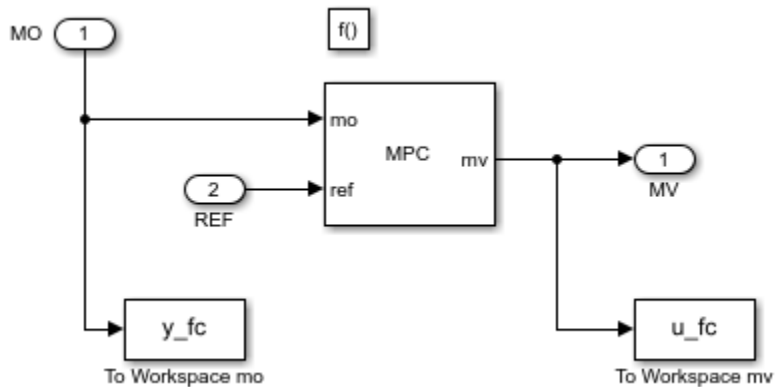 MO
1
f()
mo
MPC
mv
1
MV
2
ref
REF
y_fc
To Workspace mo
u_fc
To Workspace mv